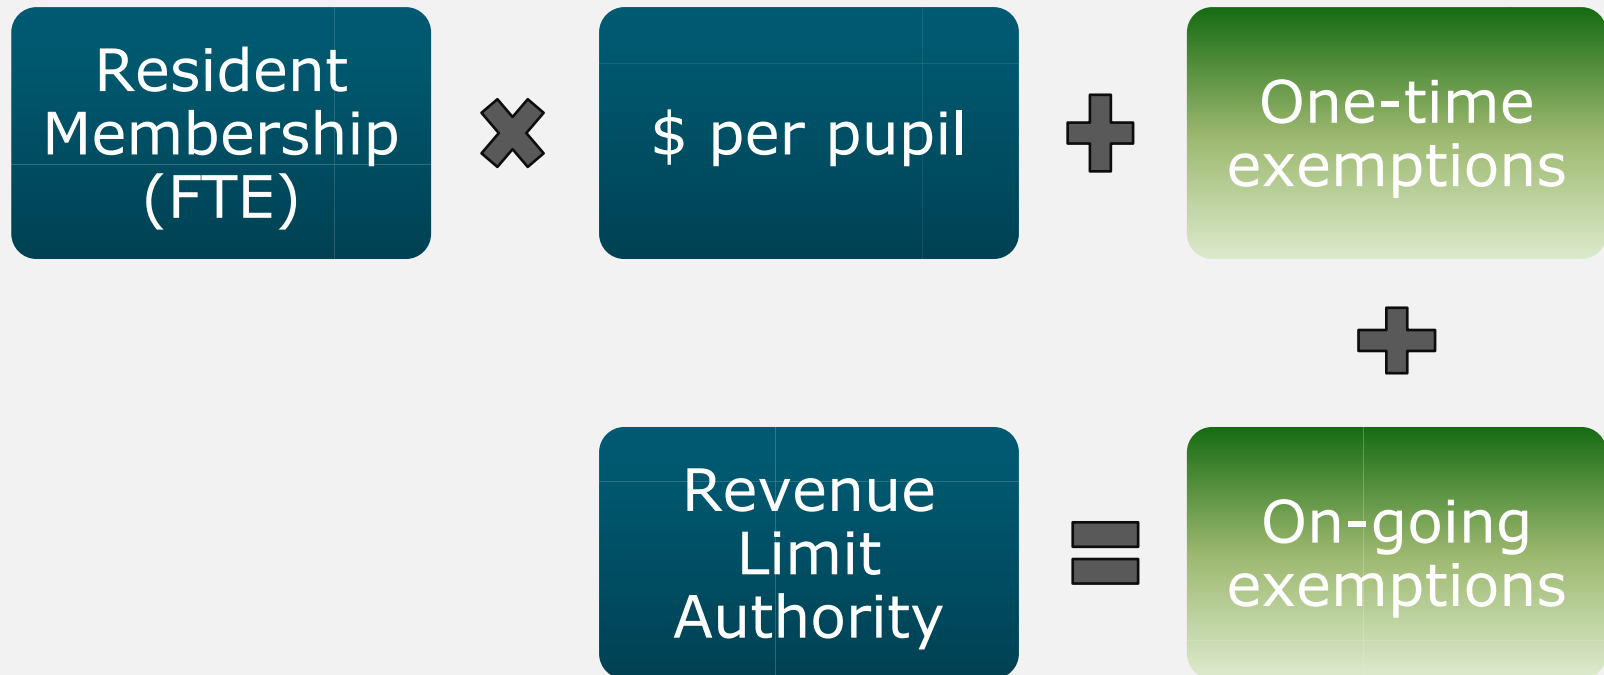 Resident
Membership
(FTE)
$ per pupil
One-time
exemptions
On-going
exemptions
Revenue
Limit
Authority